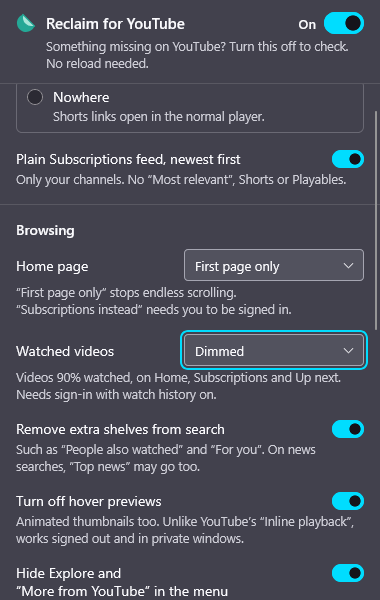 Reclaim for YouTube
On
Something missing on YouTube? Turn this off to check.
No reload needed.
Nowhere
Shorts links open in the normal player.
Plain Subscriptions feed, newest first
Only your channels. No “Most relevant”, Shorts or Playables.
Browsing
Home page
First page only
“First page only” stops endless scrolling.
“Subscriptions instead” needs you to be signed in.
Watched videos
Dimmed
Videos 90% watched, on Home, Subscriptions and Up next.
Needs sign-in with watch history on.
Remove extra shelves from search
Such as “People also watched” and “For you”. On news
searches, “Top news” may go too.
Turn off hover previews
Animated thumbnails too. Unlike YouTube’s “Inline playback”,
works signed out and in private windows.
Hide Explore and
“More from YouTube” in the menu